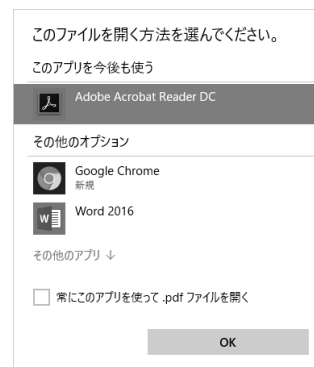 このファイルを開く方法を選んでください。
このアプリを今後も使う
Adobe Acrobat Reader DC
その他のオプション
Google Chrome
新規
Word 2016
その他のアプリ ↓
常にこのアプリを使って .pdf ファイルを開く
OK